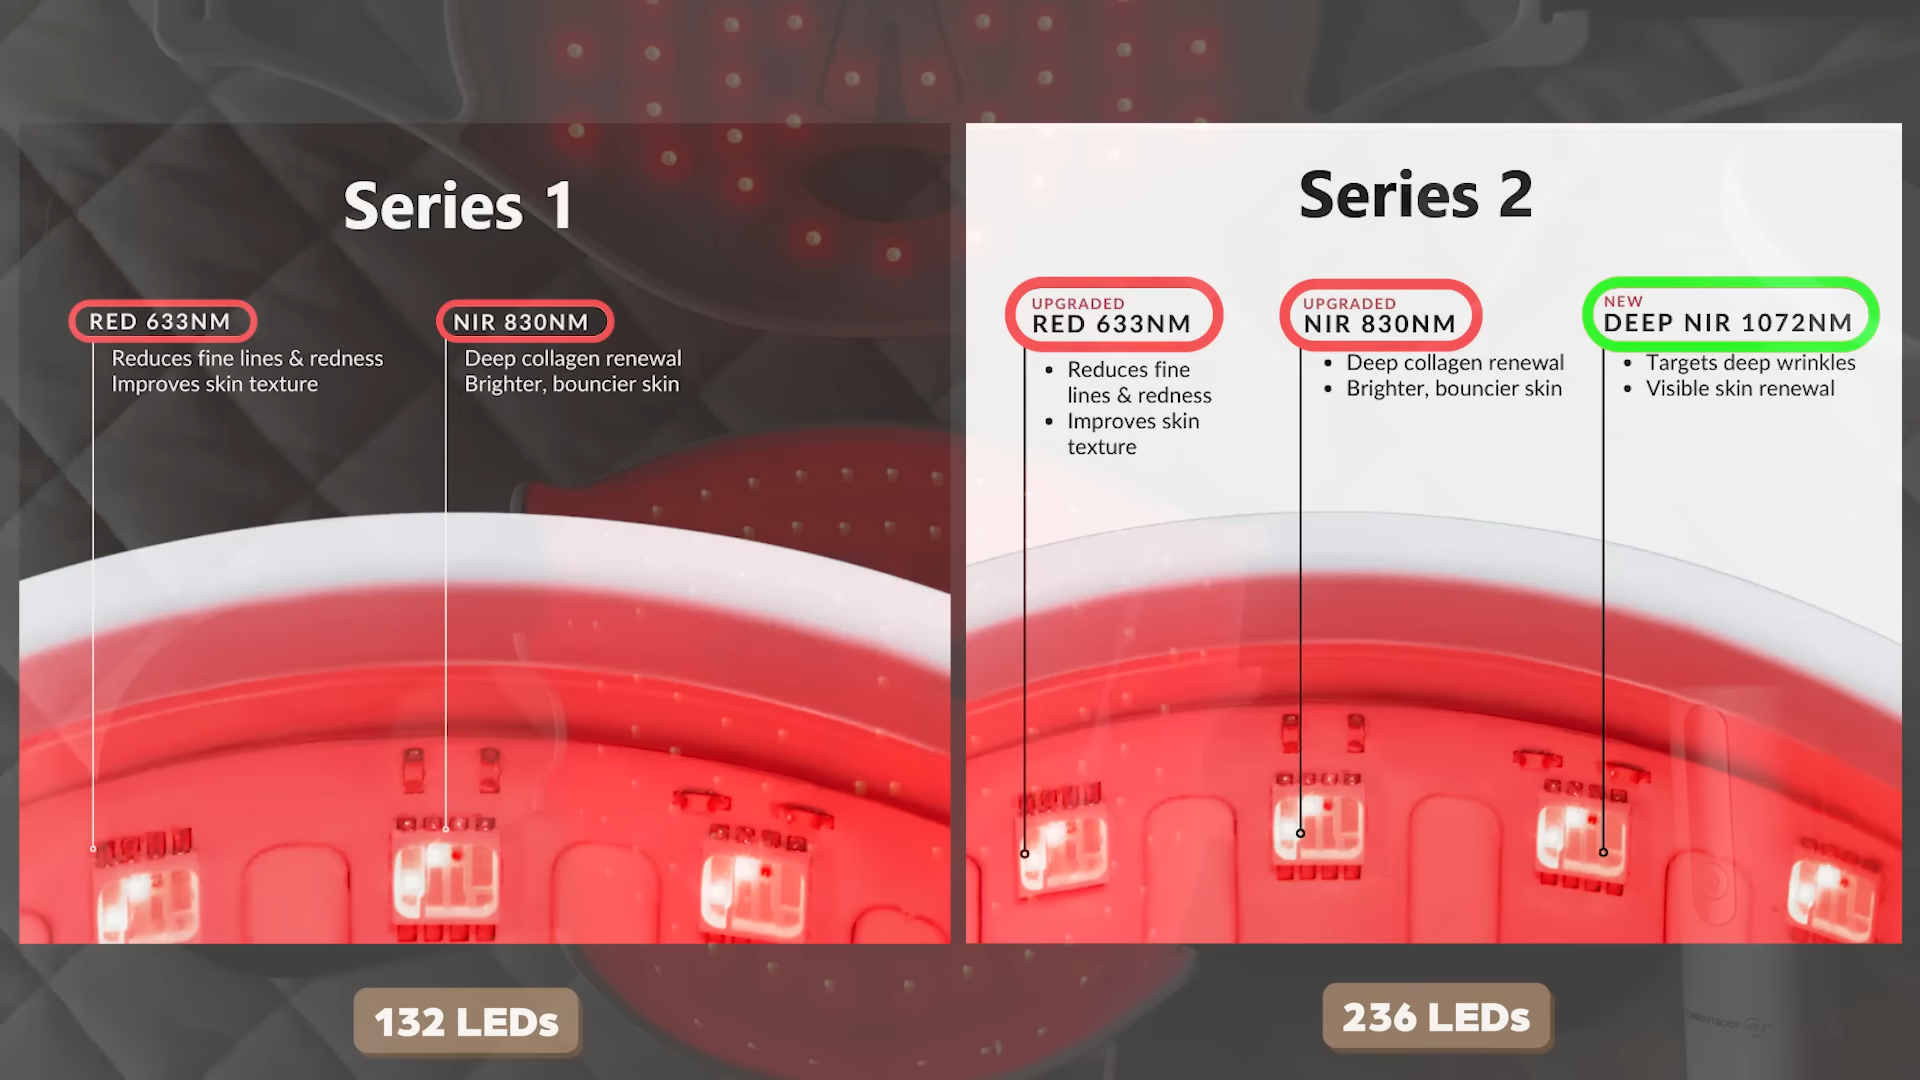 Series 1
RED 633NM
Reduces fine lines & redness
Improves skin texture
NIR 830NM
Deep collagen renewal
Brighter, bouncier skin
132 LEDs
Series 2
UPGRADED
RED 633NM
• Reduces fine
lines & redness
• Improves skin
texture
UPGRADED
NIR 830NM
• Deep collagen renewal
• Brighter, bouncier skin
NEW
DEEP NIR 1072NM
• Targets deep wrinkles
• Visible skin renewal
236 LEDs